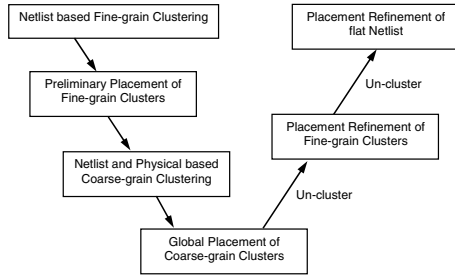 Netlist based Fine-grain Clustering
Preliminary Placement of
Fine-grain Clusters
Netlist and Physical based
Coarse-grain Clustering
Global Placement of
Coarse-grain Clusters
Un-cluster
Placement Refinement of
Fine-grain Clusters
Un-cluster
Placement Refinement of
flat Netlist